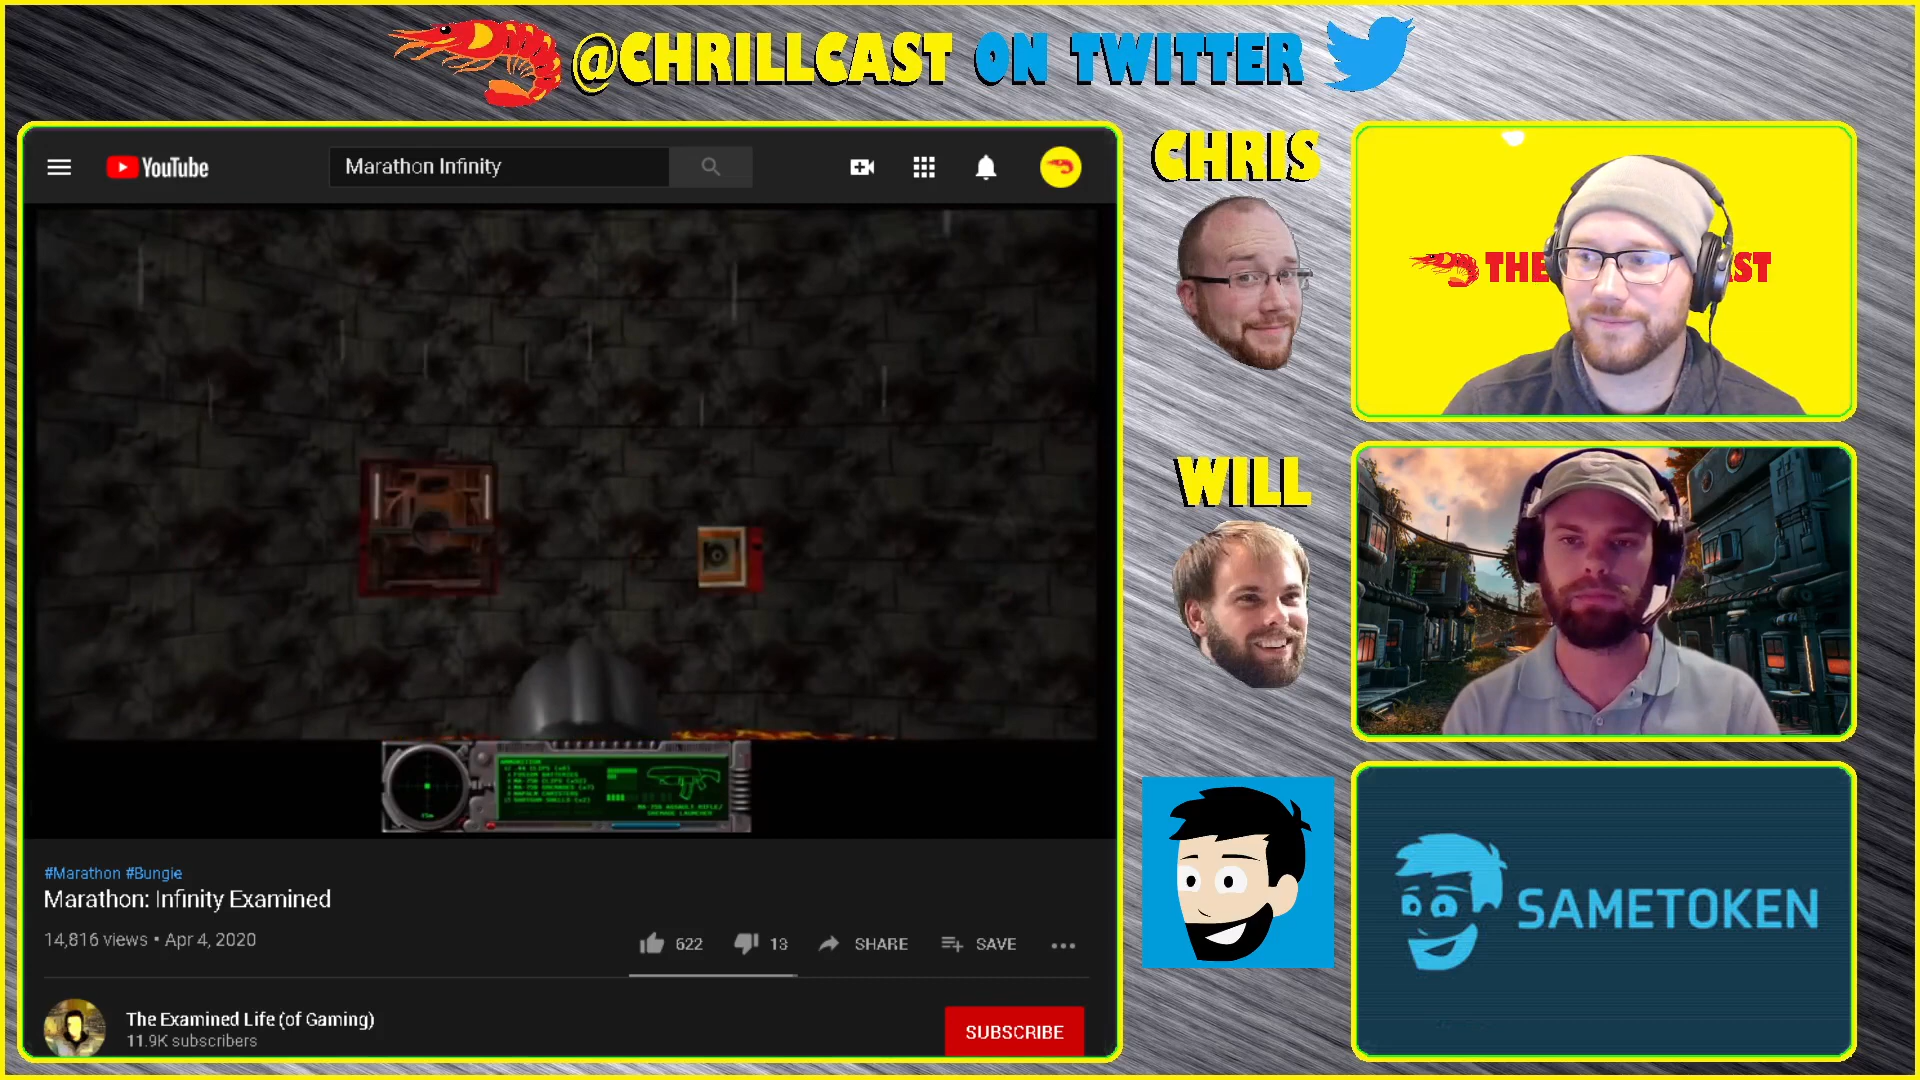 @CHRILLCAST ON TWITTER
YouTube
Marathon Infinity
CHRIS
THE
ST
WILL
AMMUNITION
#Marathon #Bungie
Marathon: Infinity Examined
14,816 views • Apr 4, 2020
622
13
SHARE
SAVE
The Examined Life (of Gaming)
11.9K subscribers
SUBSCRIBE
SAMETOKEN